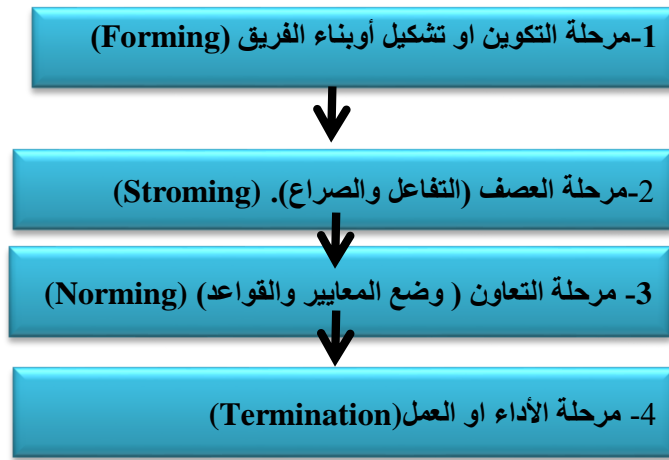 1-مرحلة التكوين او تشكيل أوبناء الفريق (Forming)
2-مرحلة العصف (التفاعل والصراع). (Stroming)
3- مرحلة التعاون ( وضع المعايير والقواعد) (Norming)
4- مرحلة الأداء او العمل(Termination)